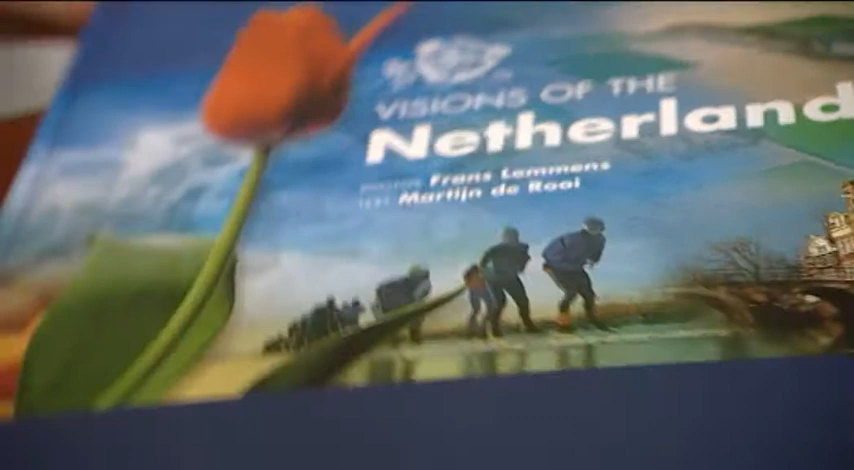 VISIONS OF THE
Netherland
Frans Lemmens
Martijn de Rooi